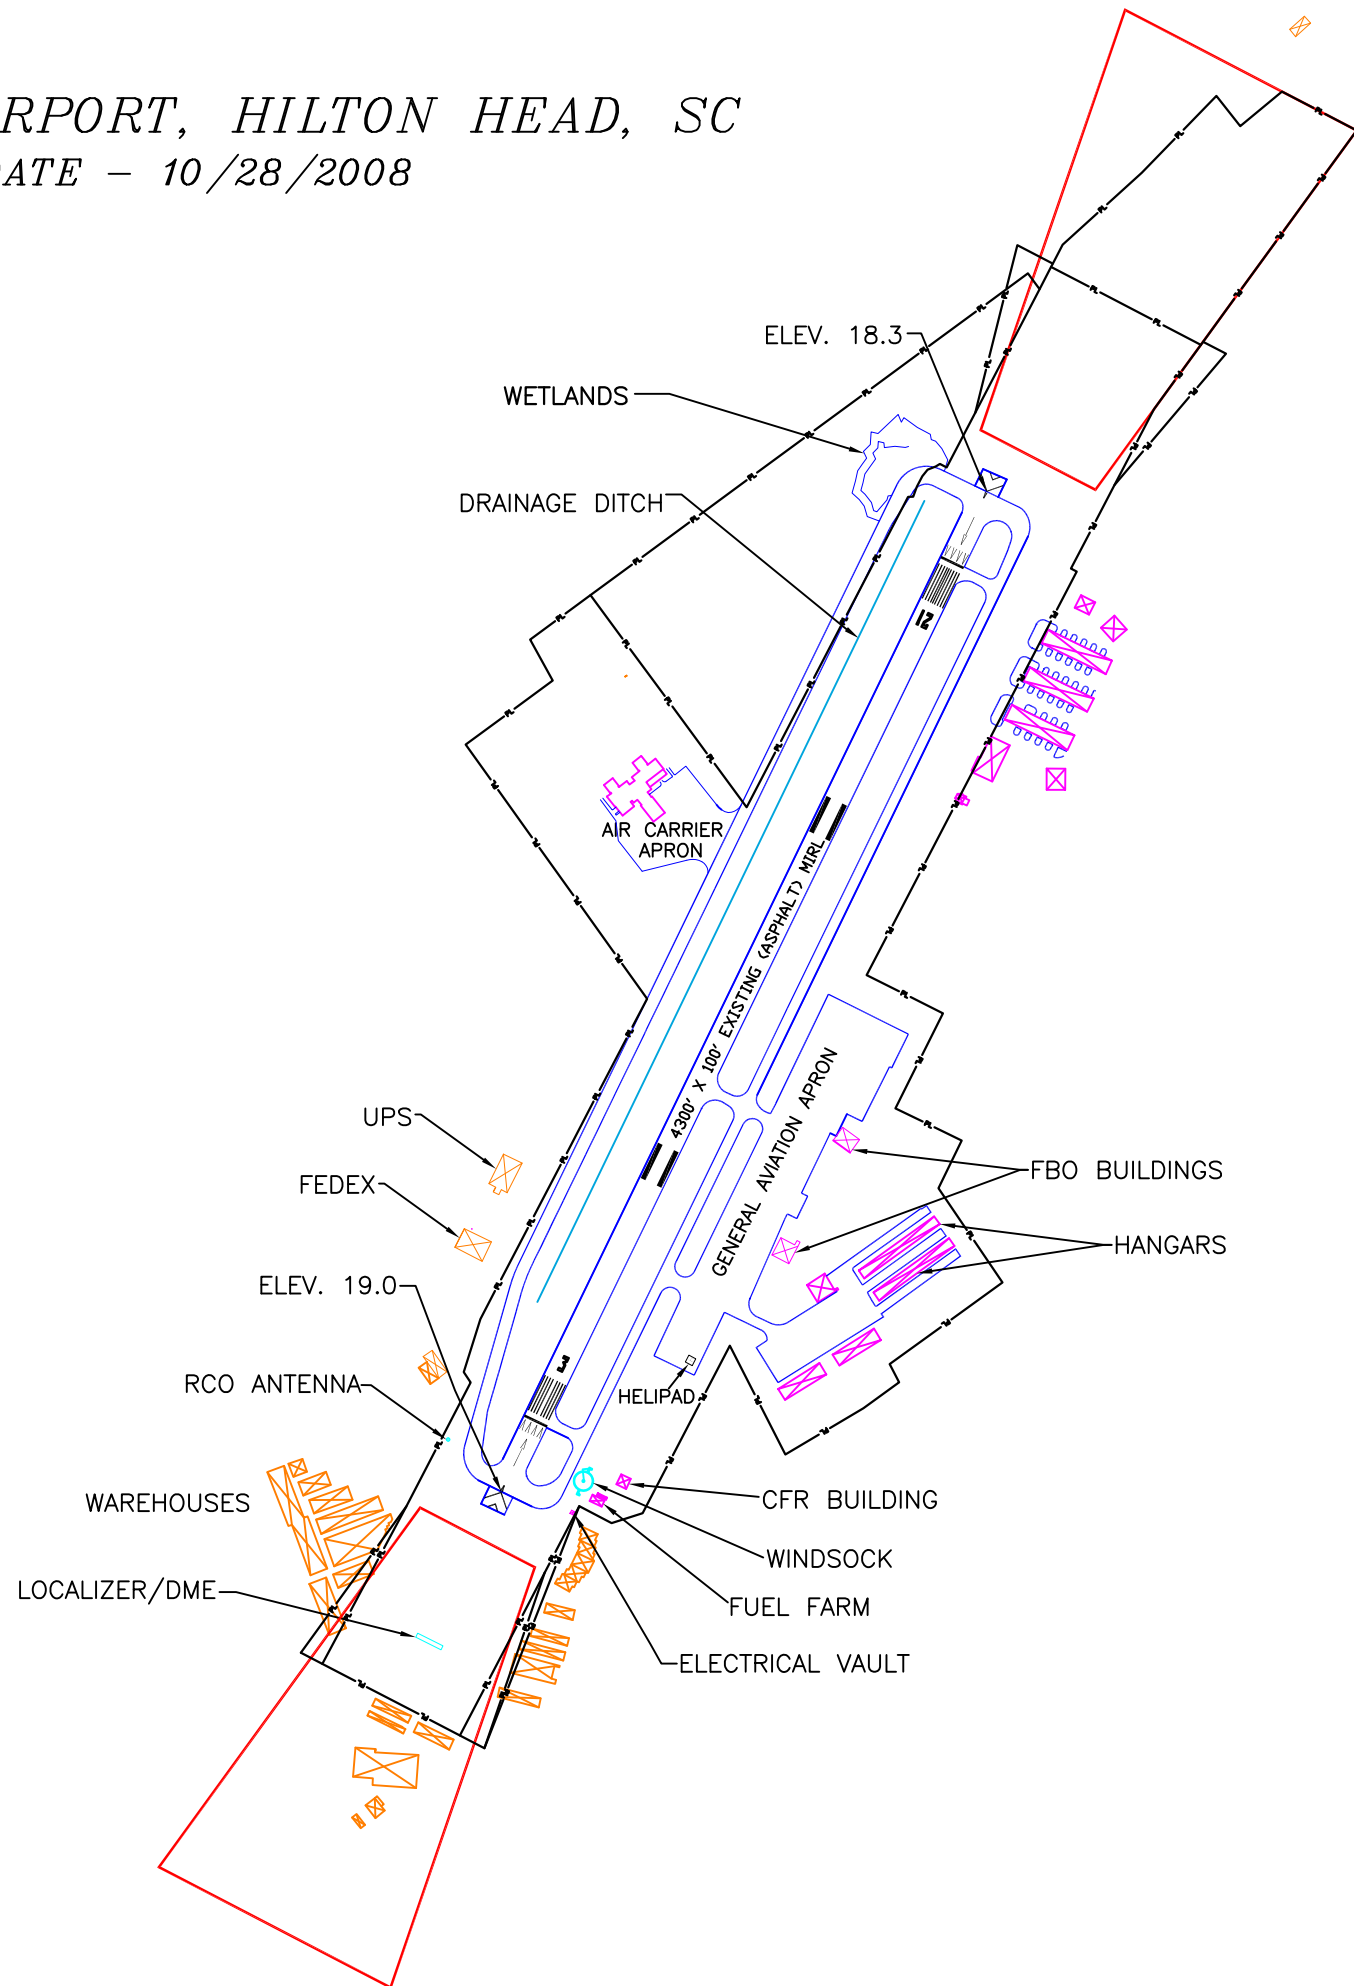 RPORT, HILTON HEAD, SC
ATE - 10/28/2008
ELEV. 18.3
WETLANDS
DRAINAGE DITCH
21
AIR CARRIER
APRON
4300' X 100' EXISTING (ASPHALT) MIRL
GENERAL AVIATION APRON
UPS
FBO BUILDINGS
FEDEX
HANGARS
ELEV. 19.0
3
RCO ANTENNA
HELIPAD
WAREHOUSES
CFR BUILDING
WINDSOCK
LOCALIZER/DME
FUEL FARM
ELECTRICAL VAULT